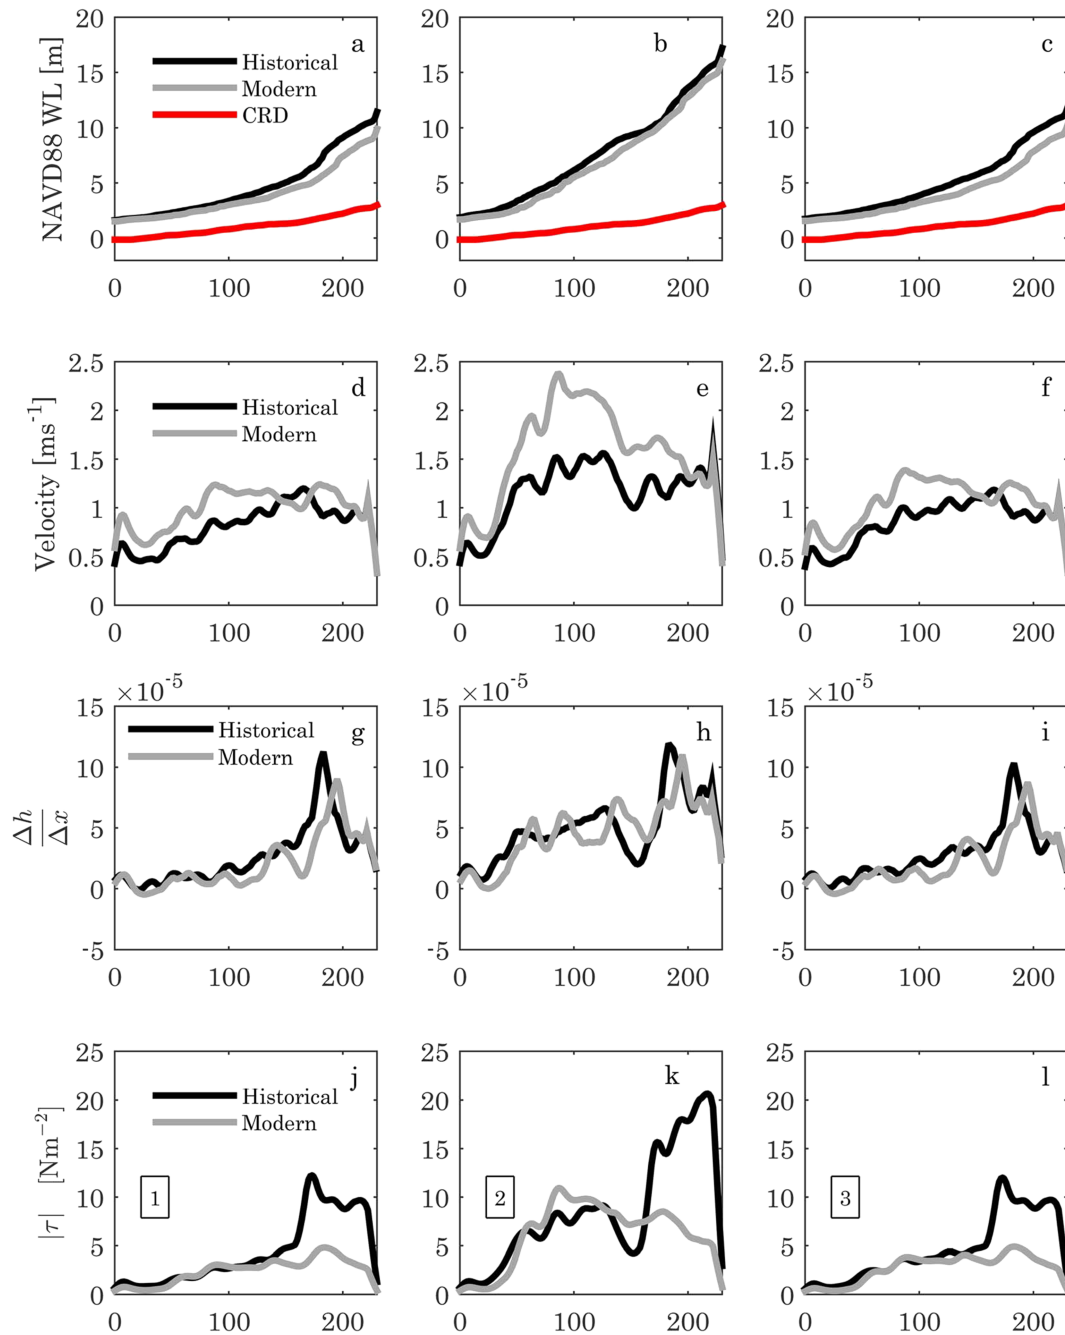 20
15
10
5
0
NAVD88 WL [m]
Historical
Modern
CRD
a
0 100 200
20
15
10
5
0
b
0 100 200
20
15
10
5
0
c
0 100 200
2.5
2
1.5
1
0.5
0
Velocity [ms⁻¹]
Historical
Modern
d
0 100 200
2.5
2
1.5
1
0.5
0
e
0 100 200
2.5
2
1.5
1
0.5
0
f
0 100 200
×10⁻⁵
15
10
5
0
-5
Δh
Δx
Historical
Modern
g
0 100 200
×10⁻⁵
15
10
5
0
-5
h
0 100 200
×10⁻⁵
15
10
5
0
-5
i
0 100 200
25
20
15
10
5
0
|τ| [Nm⁻²]
Historical
Modern
j
1
0 100 200
25
20
15
10
5
0
k
2
0 100 200
25
20
15
10
5
0
l
3
0 100 200